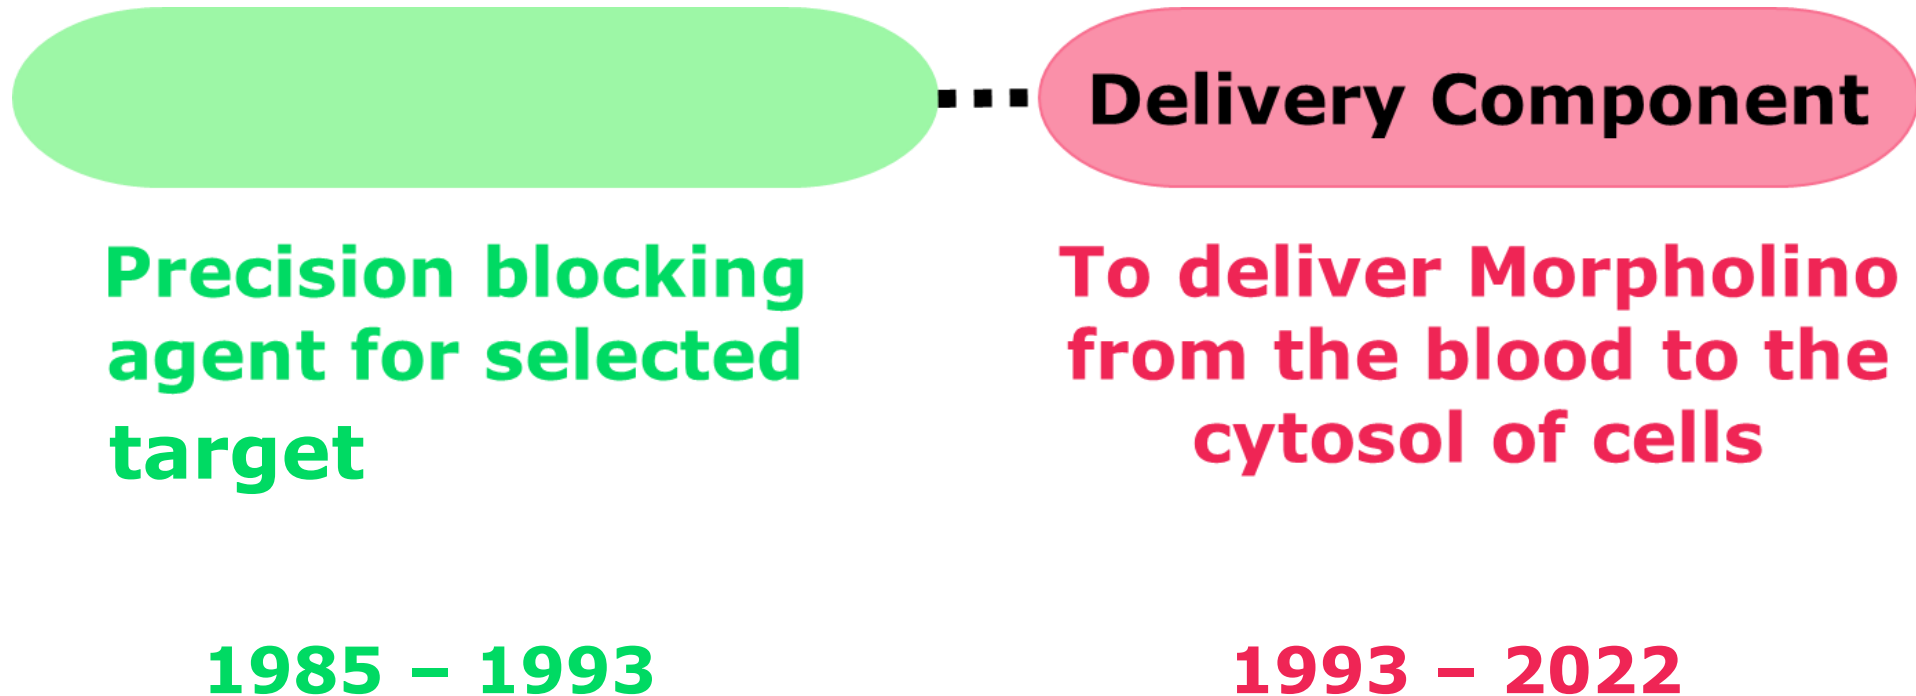 Delivery Component
Precision blocking
agent for selected
target
To deliver Morpholino
from the blood to the
cytosol of cells
1985 – 1993
1993 – 2022